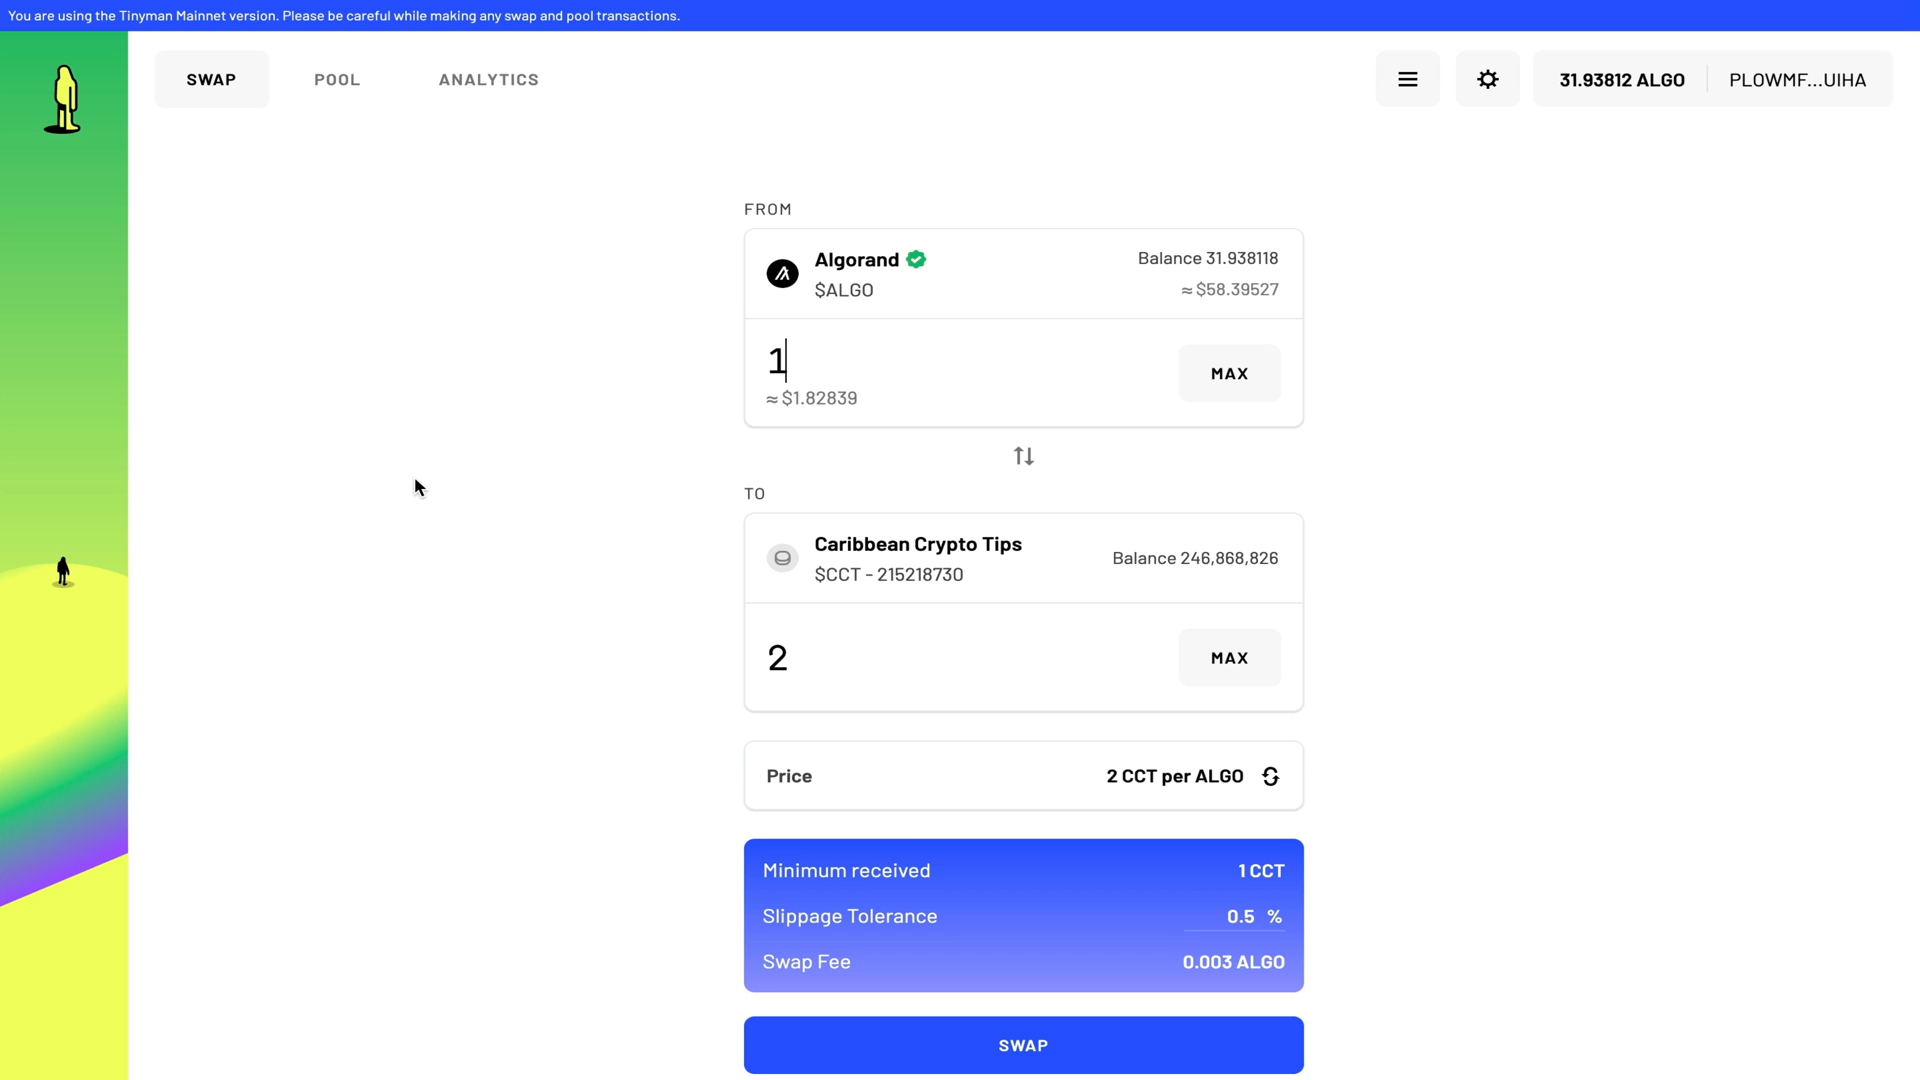 You are using the Tinyman Mainnet version. Please be careful while making any swap and pool transactions.
SWAP
POOL
ANALYTICS
31.93812 ALGO
PLOWMF...UIHA
FROM
Algorand
Balance 31.938118
$ALGO
≈ $58.39527
1
MAX
≈ $1.82839
TO
Caribbean Crypto Tips
Balance 246,868,826
$CCT - 215218730
2
MAX
Price
2 CCT per ALGO
Minimum received
1 CCT
Slippage Tolerance
0.5 %
Swap Fee
0.003 ALGO
SWAP